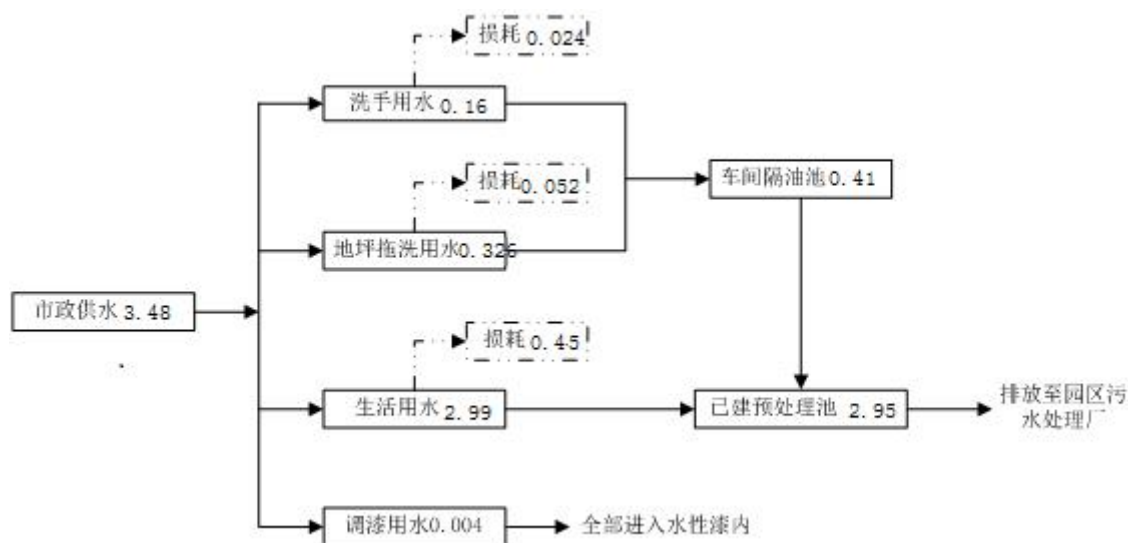 损耗0.024
洗手用水0.16
损耗0.052
车间隔油池0.41
地坪拖洗用水0.326
市政供水3.48
损耗0.45
生活用水2.99
已建预处理池 2.95
排放至园区污
水处理厂
调漆用水0.004
全部进入水性漆内